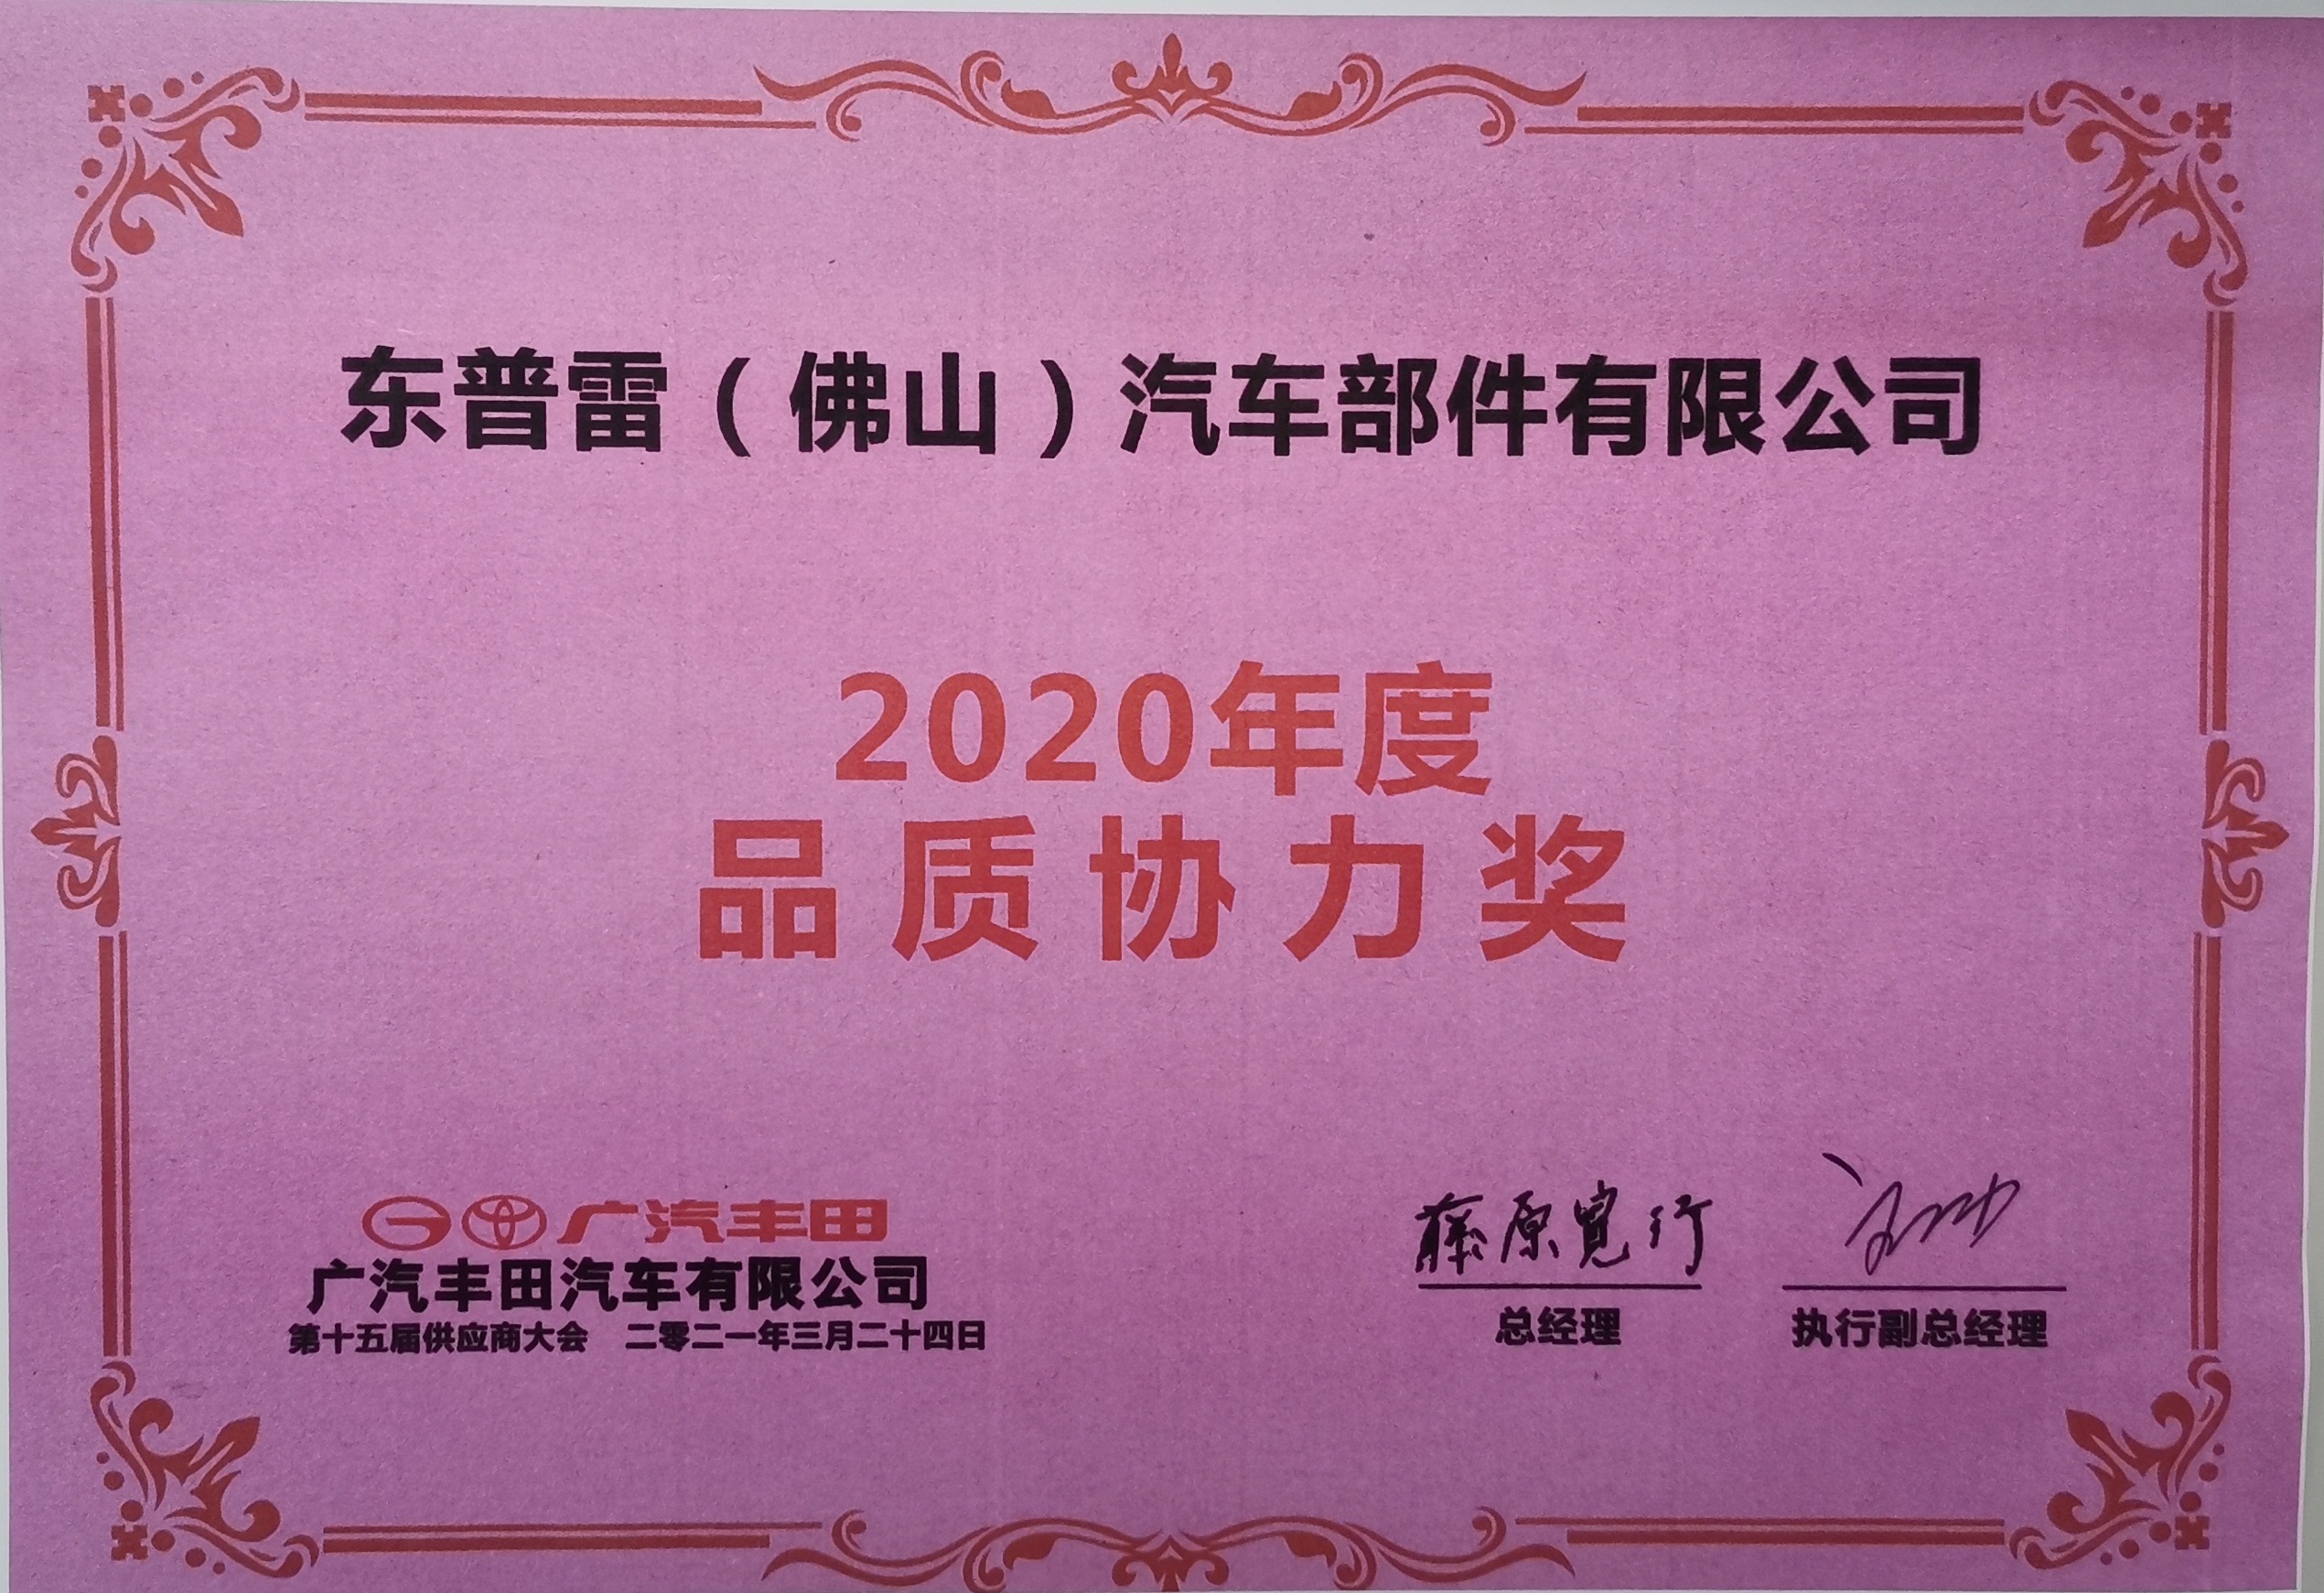 东普雷（佛山）汽车部件有限公司
2020年度
品质协力奖
广汽丰田
广汽丰田汽车有限公司
第十五届供应商大会 二零二一年三月二十四日
藤原寛行
总经理
执行副总经理